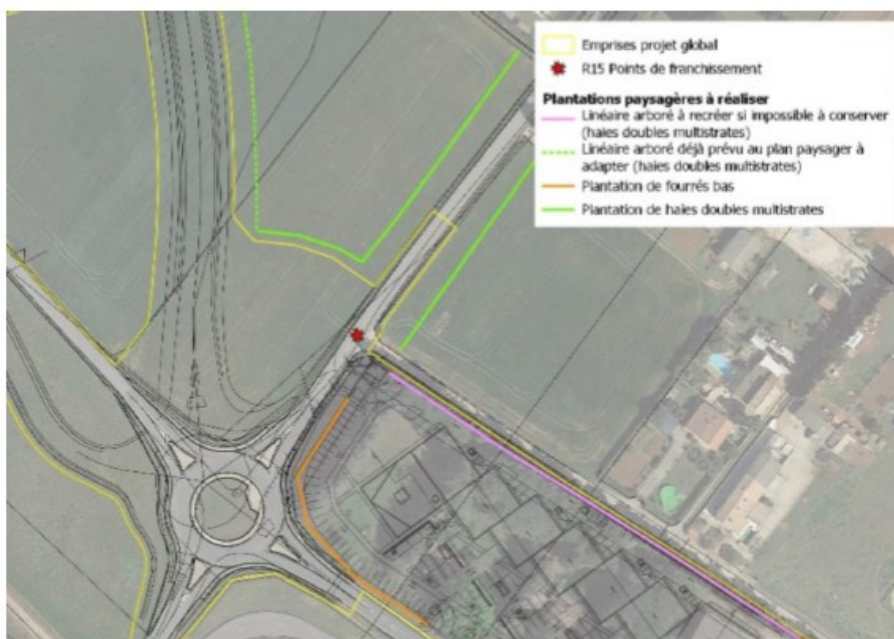 Emprises projet global
R15 Points de franchissement
Plantations paysagères à réaliser
Linéaire arboré à recréer si impossible à conserver
(haies doubles multistrates)
Linéaire arboré déjà prévu au plan paysager à
adapter (haies doubles multistrates)
Plantation de fourrés bas
Plantation de haies doubles multistrates